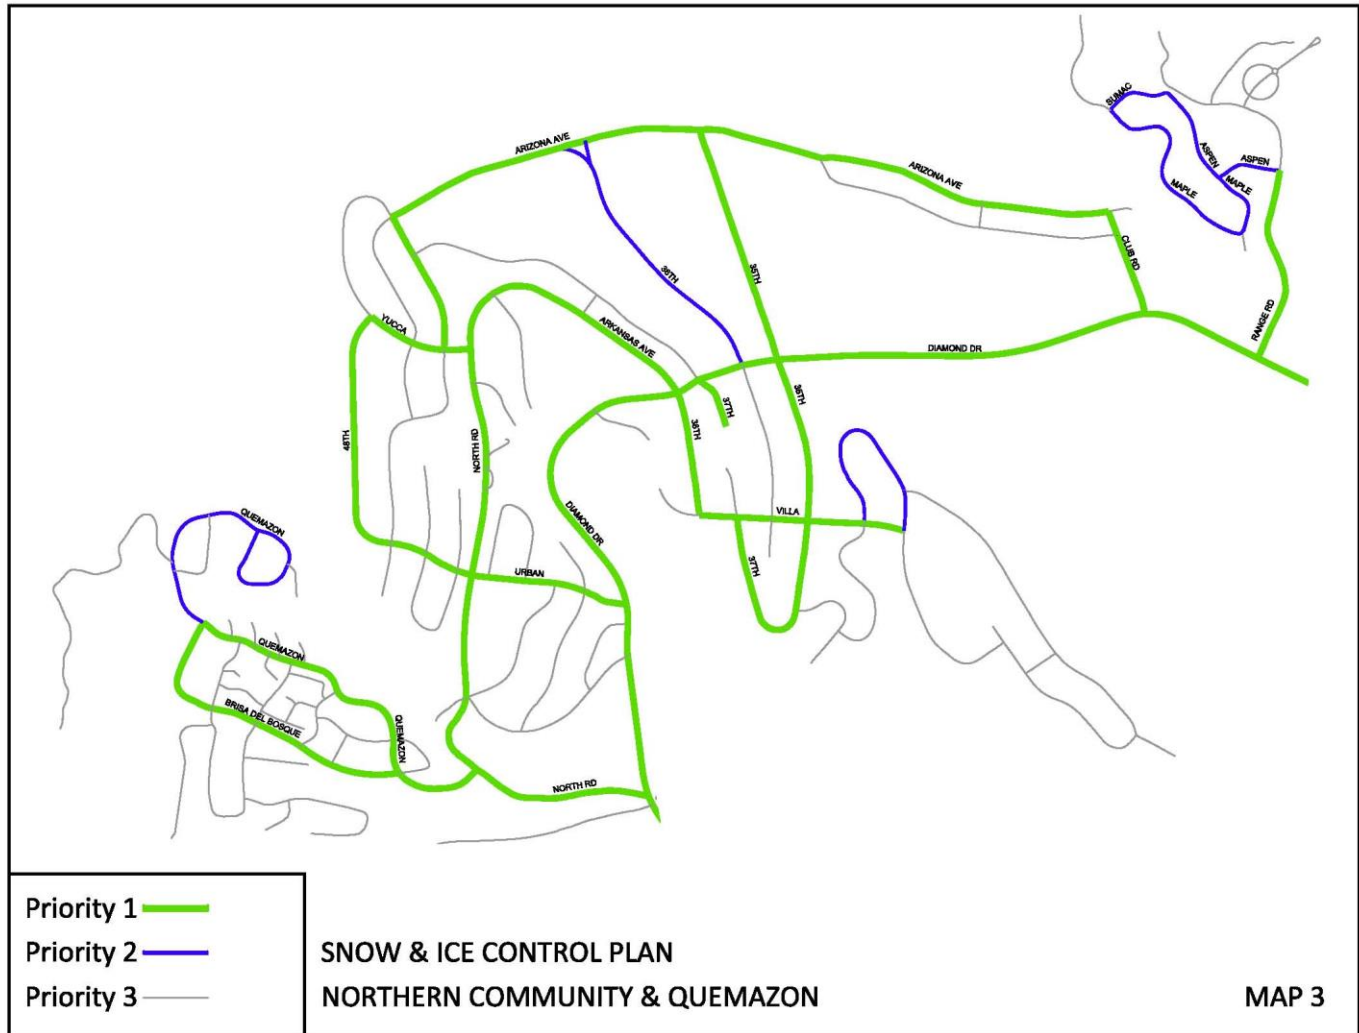 SUMAC
ARIZONA AVE
ASPEN
ASPEN
ARIZONA AVE
MAPLE
MAPLE
CLUB RD
36TH
35TH
RANGE RD
YUCCA
ARKANSAS AVE
DIAMOND DR
37TH
35TH
38TH
48TH
NORTH RD
QUEMAZON
DIAMOND DR
VILLA
37TH
URBAN
QUEMAZON
BRISA DEL BOSQUE
QUEMAZON
NORTH RD
Priority 1
Priority 2
Priority 3
SNOW & ICE CONTROL PLAN
NORTHERN COMMUNITY & QUEMAZON
MAP 3